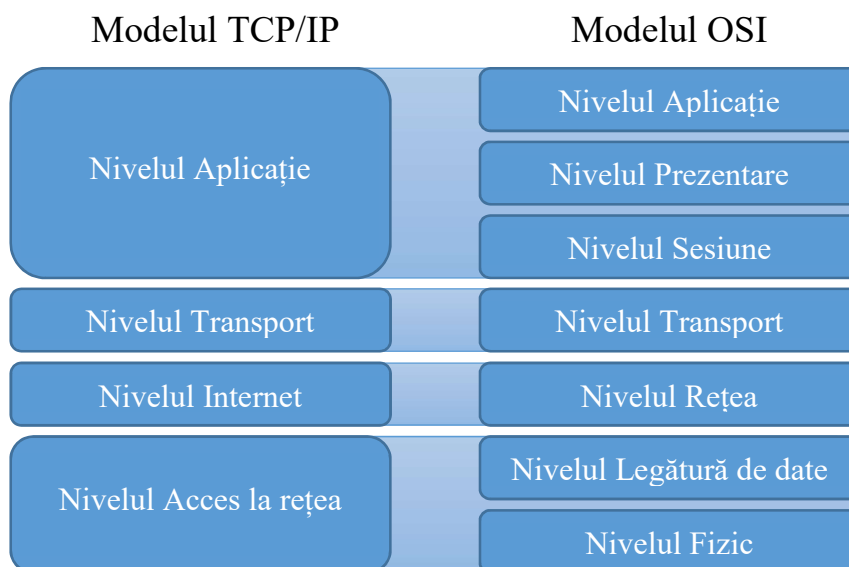 Modelul TCP/IP
Nivelul Aplicație
Nivelul Transport
Nivelul Internet
Nivelul Acces la rețea
Modelul OSI
Nivelul Aplicație
Nivelul Prezentare
Nivelul Sesiune
Nivelul Transport
Nivelul Rețea
Nivelul Legătură de date
Nivelul Fizic